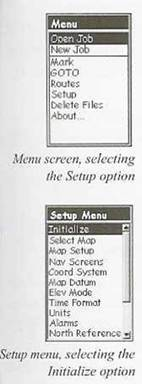 Menu
Open Job
New Job
Mark
GOTO
Routes
Setup
Delete Files
About...
Menu screen, selecting
the Setup option
Setup Menu
Initialize
Select Map
Map Setup
Nav Screens
Coord System
Map Datum
Elev Mode
Time Format
Units
Alarms
North Reference
Setup menu, selecting the
Initialize option